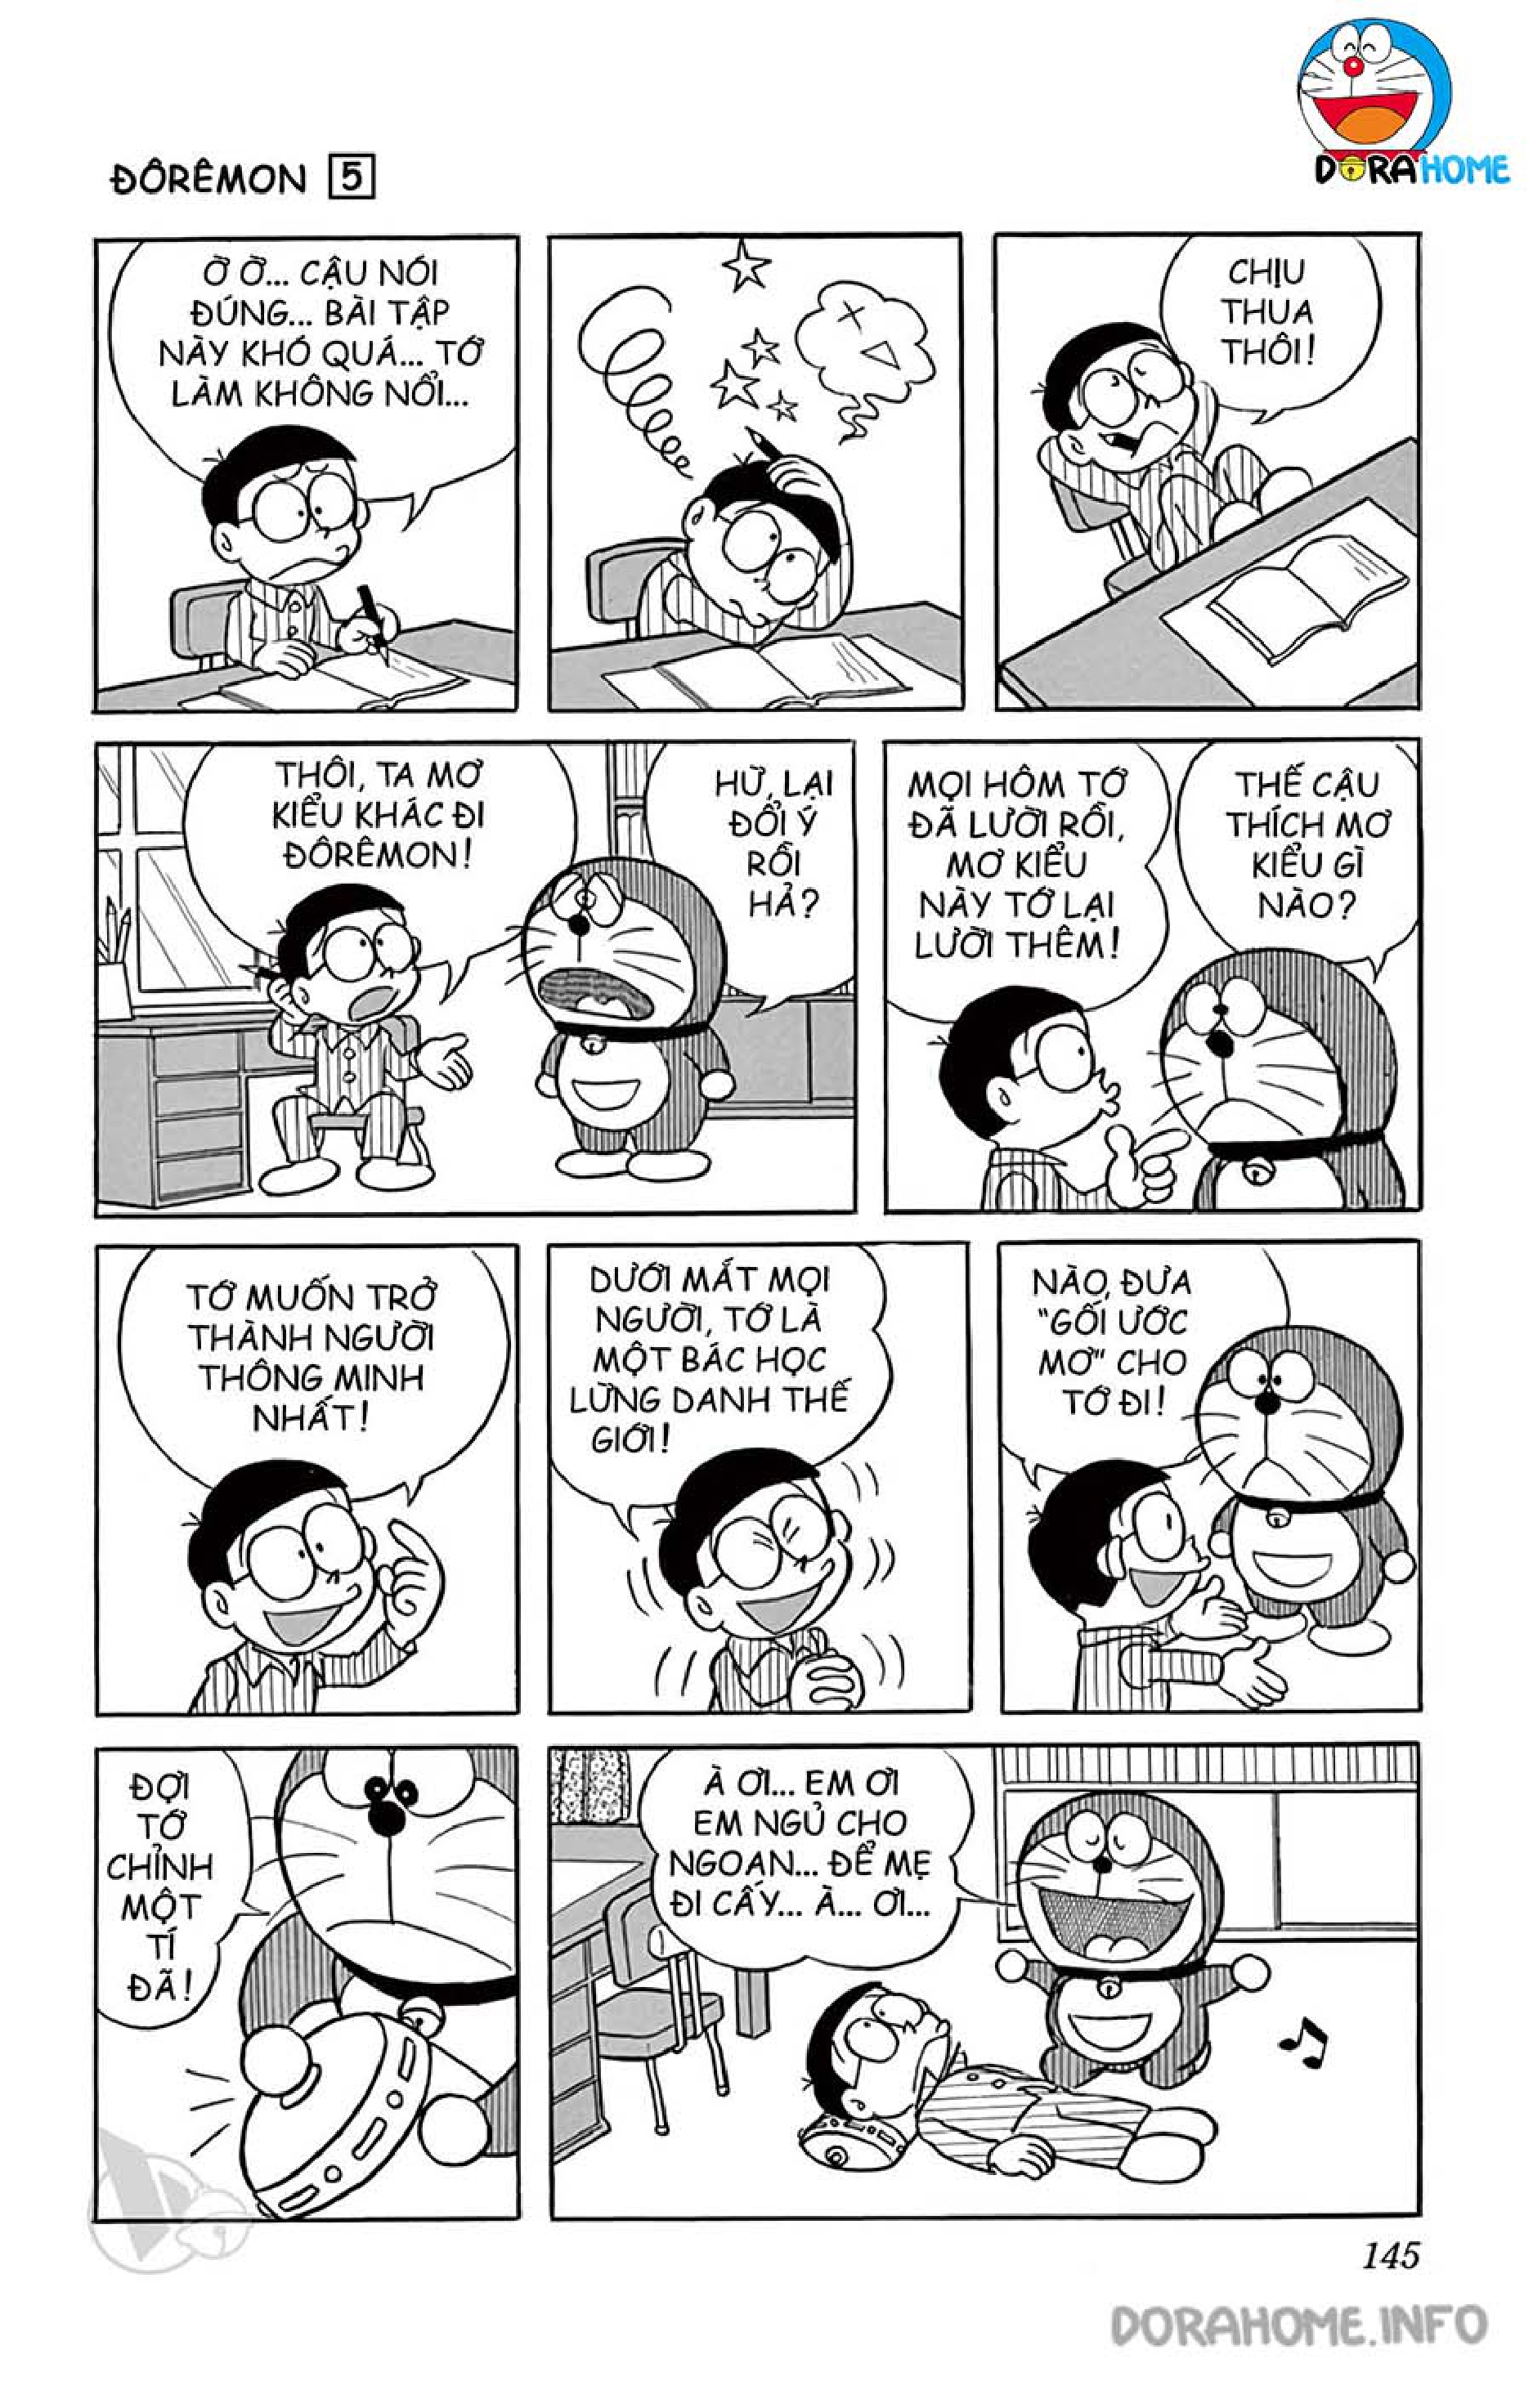 DORAHOME
ĐÔRÊMON 5
Ờ Ờ... CẬU NÓI
ĐÚNG... BÀI TẬP
NÀY KHÓ QUÁ... TỚ
LÀM KHÔNG NỔI...
CHỊU
THUA
THÔI!
THÔI, TA MƠ
KIỂU KHÁC ĐI
ĐÔRÊMON!
HỪ, LẠI
ĐỔI Ý
RỒI
HẢ?
MỌI HÔM TỚ
ĐÃ LƯỜI RỒI,
MƠ KIỂU
NÀY TỚ LẠI
LƯỜI THÊM!
THẾ CẬU
THÍCH MƠ
KIỂU GÌ
NÀO?
TỚ MUỐN TRỞ
THÀNH NGƯỜI
THÔNG MINH
NHẤT!
DƯỚI MẮT MỌI
NGƯỜI, TỚ LÀ
MỘT BÁC HỌC
LỪNG DANH THẾ
GIỚI!
NÀO, ĐƯA
"GỐI ƯỚC
MƠ" CHO
TỚ ĐI!
ĐỢI
TỚ
CHỈNH
MỘT
TÍ
ĐÃ!
À ƠI... EM ƠI
EM NGỦ CHO
NGOAN... ĐỂ MẸ
ĐI CẤY... À... ƠI...
145
DORAHOME.INFO